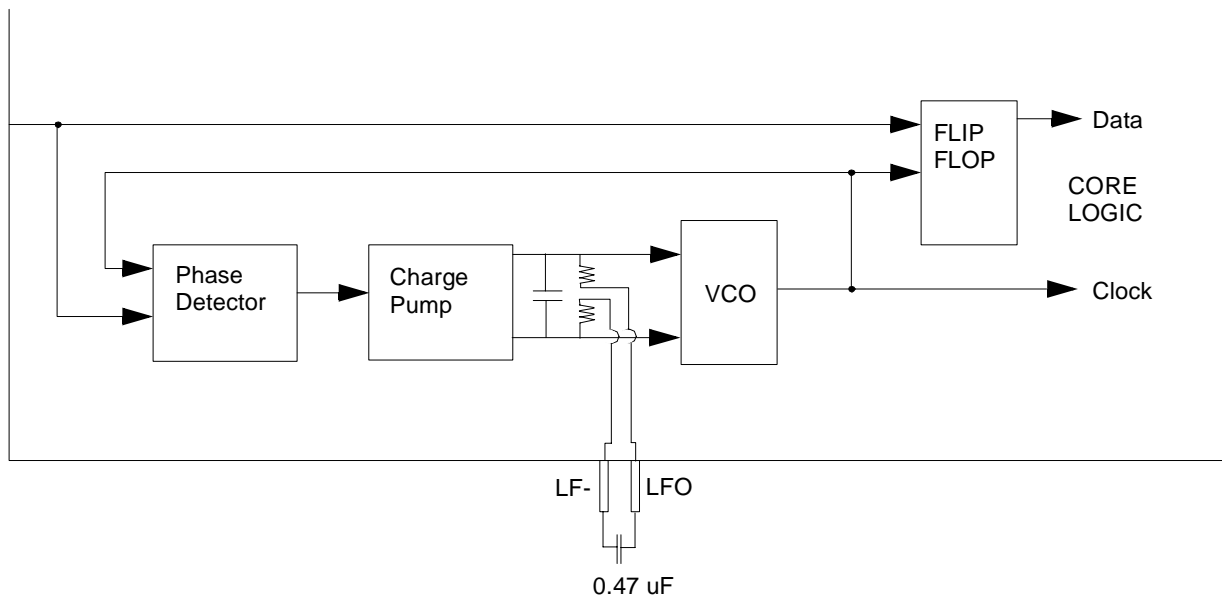 FLIP
FLOP
Data
CORE
LOGIC
Phase
Detector
Charge
Pump
VCO
Clock
LF-
LFO
0.47 uF